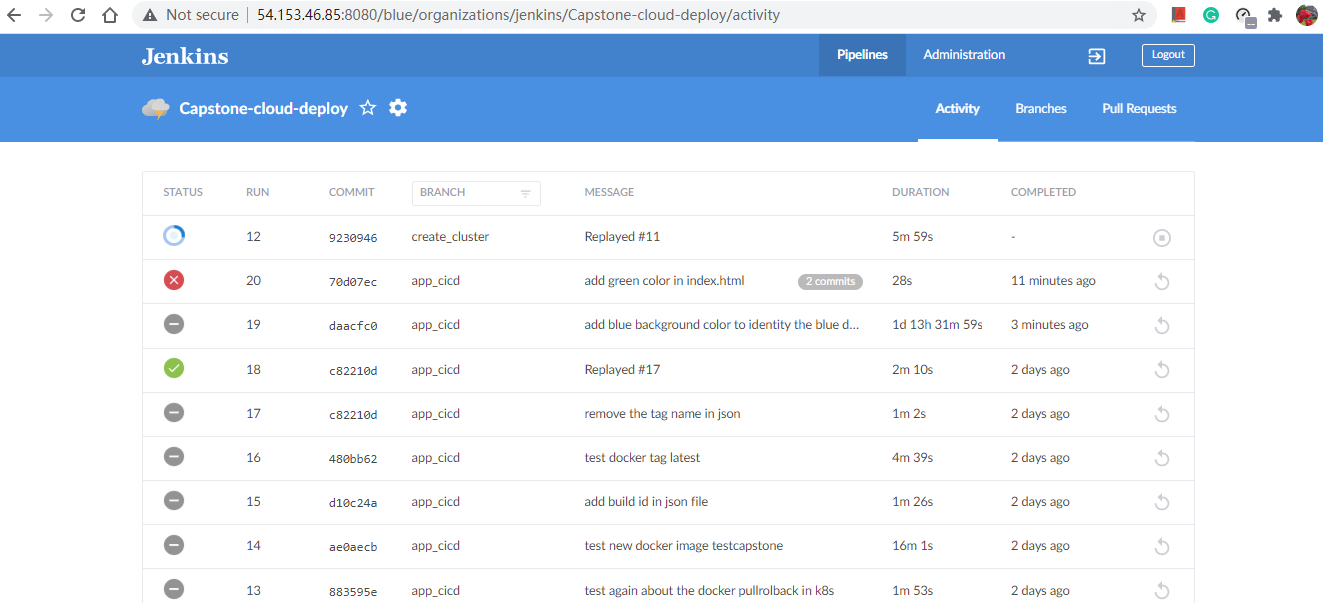 Not secure 54.153.46.85:8080/blue/organizations/jenkins/Capstone-cloud-deploy/activity
Jenkins Pipelines Administration Logout
Capstone-cloud-deploy Activity Branches Pull Requests
STATUS RUN COMMIT BRANCH MESSAGE DURATION COMPLETED
12 9230946 create_cluster Replayed #11 5m 59s -
20 70d07ec app_cicd add green color in index.html 2 commits 28s 11 minutes ago
19 daacfc0 app_cicd add blue background color to identity the blue d... 1d 13h 31m 59s 3 minutes ago
18 c82210d app_cicd Replayed #17 2m 10s 2 days ago
17 c82210d app_cicd remove the tag name in json 1m 2s 2 days ago
16 480bb62 app_cicd test docker tag latest 4m 39s 2 days ago
15 d10c24a app_cicd add build id in json file 1m 26s 2 days ago
14 ae0aecb app_cicd test new docker image testcapstone 16m 1s 2 days ago
13 883595e app_cicd test again about the docker pullrolback in k8s 1m 53s 2 days ago